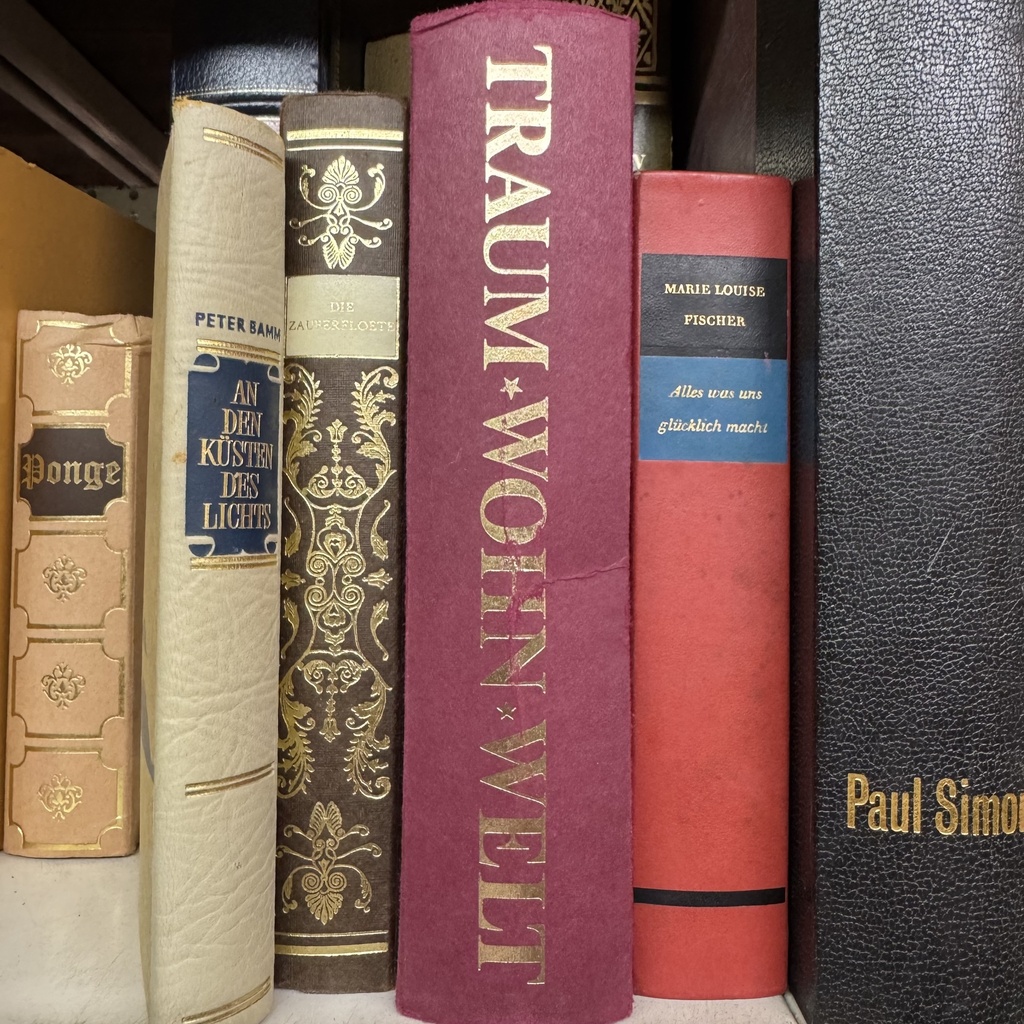 Ponge
PETER BAMM
AN
DEN
KÜSTEN
DES
LICHTS
DIE
ZAUBERFLOETE
TRAUM ★ WOHN ★ WELT
MARIE LOUISE
FISCHER
Alles was uns
glücklich macht
Paul Simo